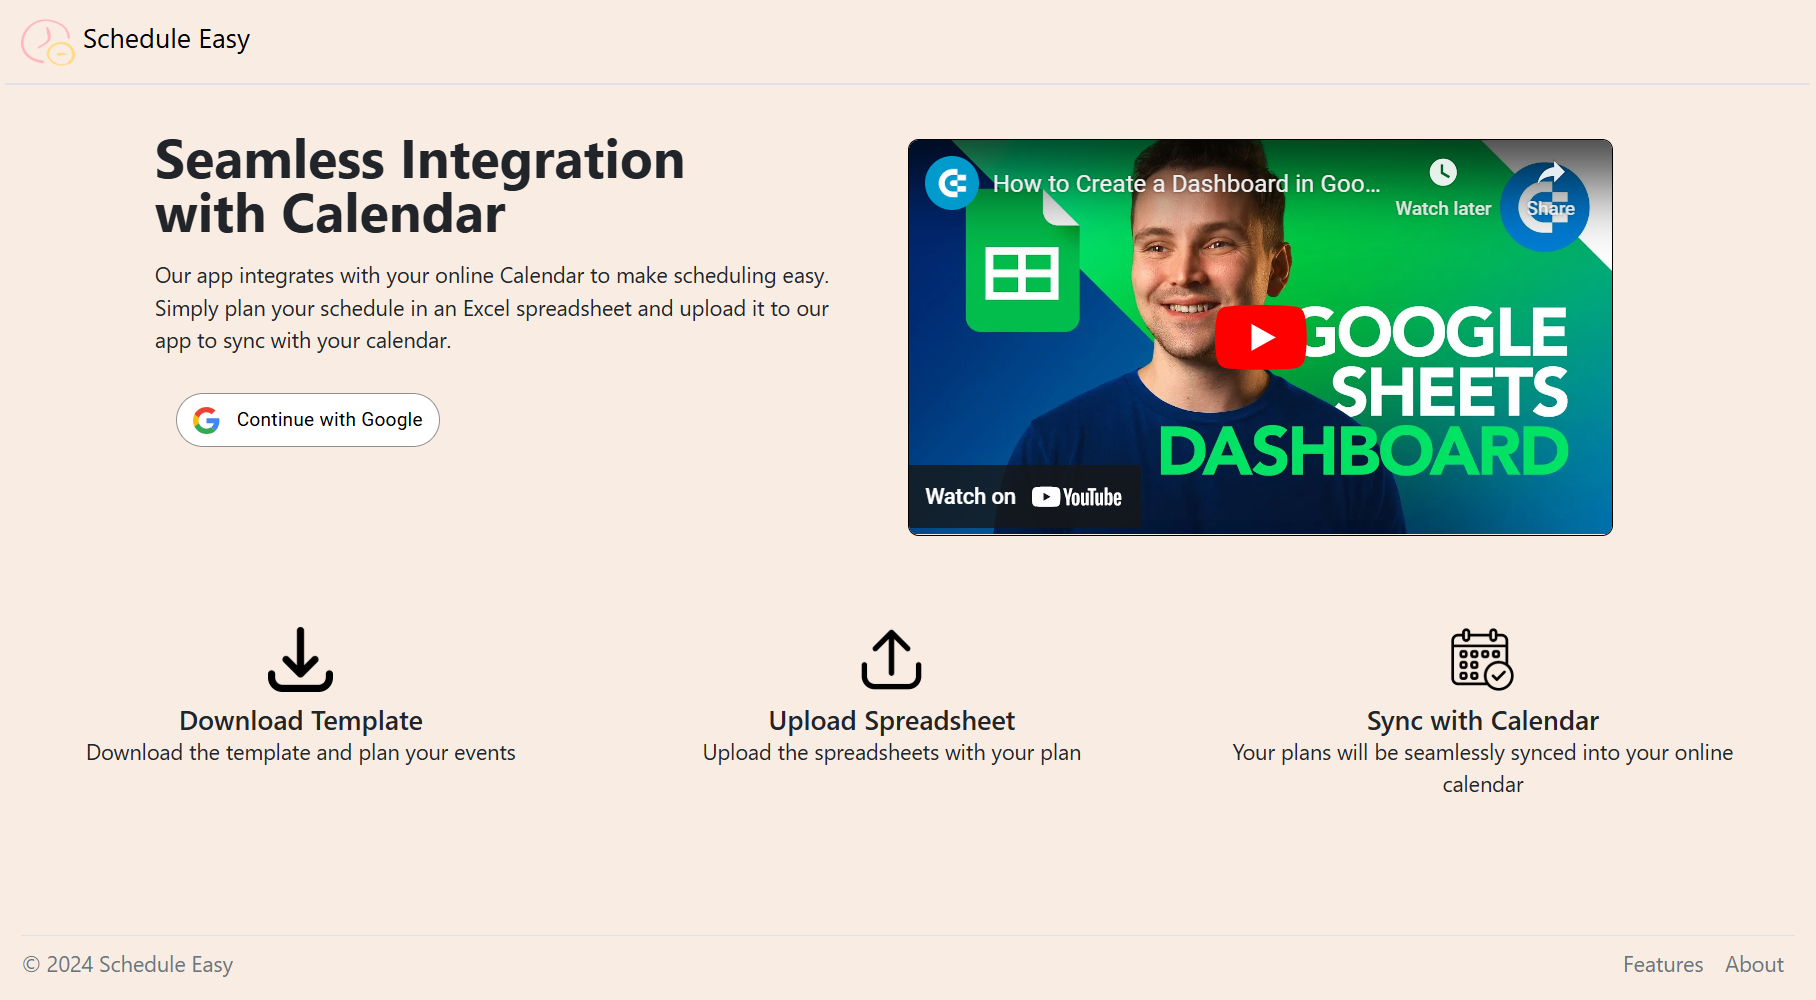 Schedule Easy
Seamless Integration
with Calendar
Our app integrates with your online Calendar to make scheduling easy.
Simply plan your schedule in an Excel spreadsheet and upload it to our
app to sync with your calendar.
Continue with Google
How to Create a Dashboard in Goo...
Watch later
Share
GOOGLE
SHEETS
DASHBOARD
Watch on YouTube
Download Template
Download the template and plan your events
Upload Spreadsheet
Upload the spreadsheets with your plan
Sync with Calendar
Your plans will be seamlessly synced into your online
calendar
© 2024 Schedule Easy
Features About